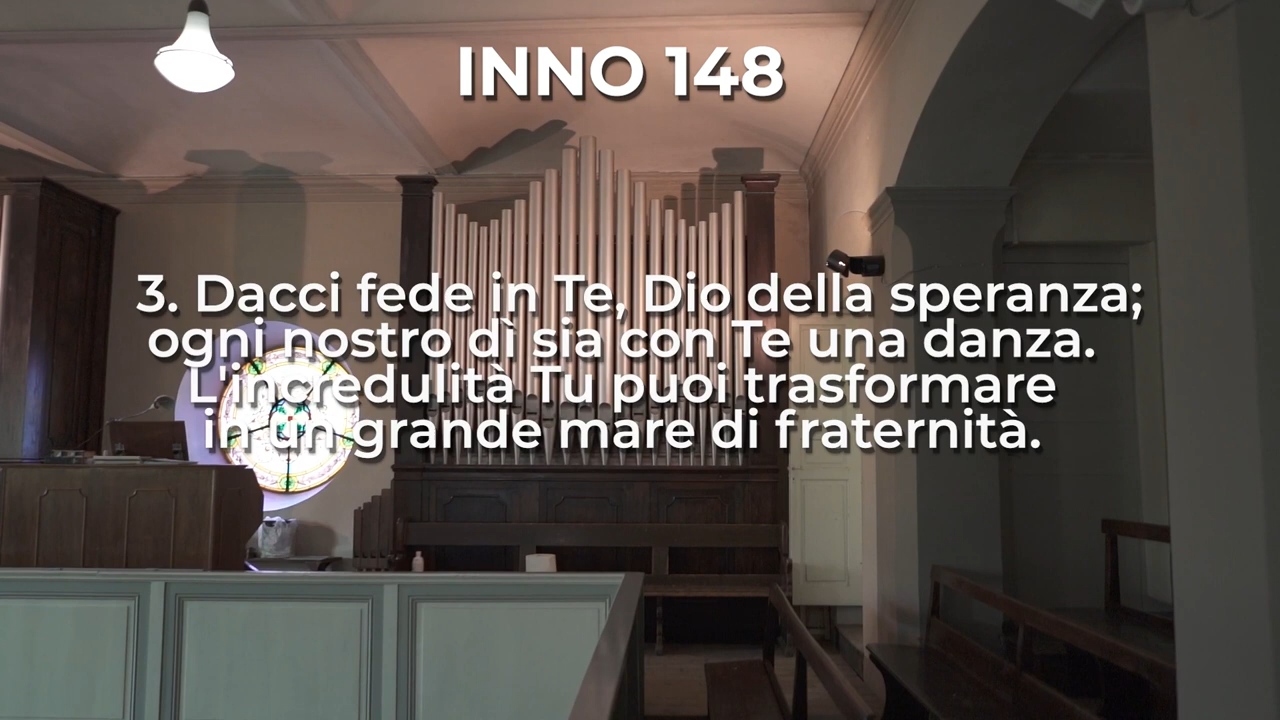 INNO 148
3. Dacci fede in Te, Dio della speranza;
ogni nostro dì sia con Te una danza.
L'incredulità Tu puoi trasformare
in un grande mare di fraternità.